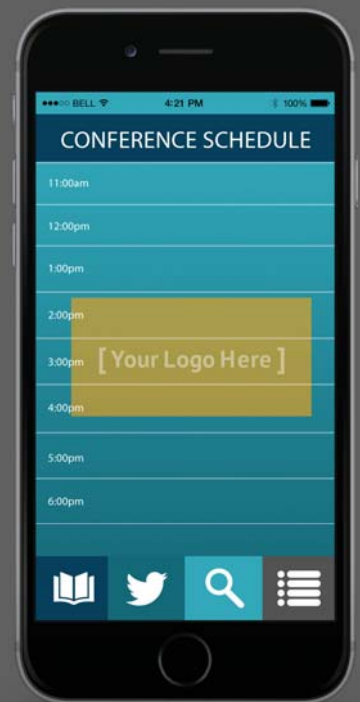 BELL 4:21 PM 100%
CONFERENCE SCHEDULE
11:00am
12:00pm
1:00pm
2:00pm
3:00pm [Your Logo Here]
4:00pm
5:00pm
6:00pm